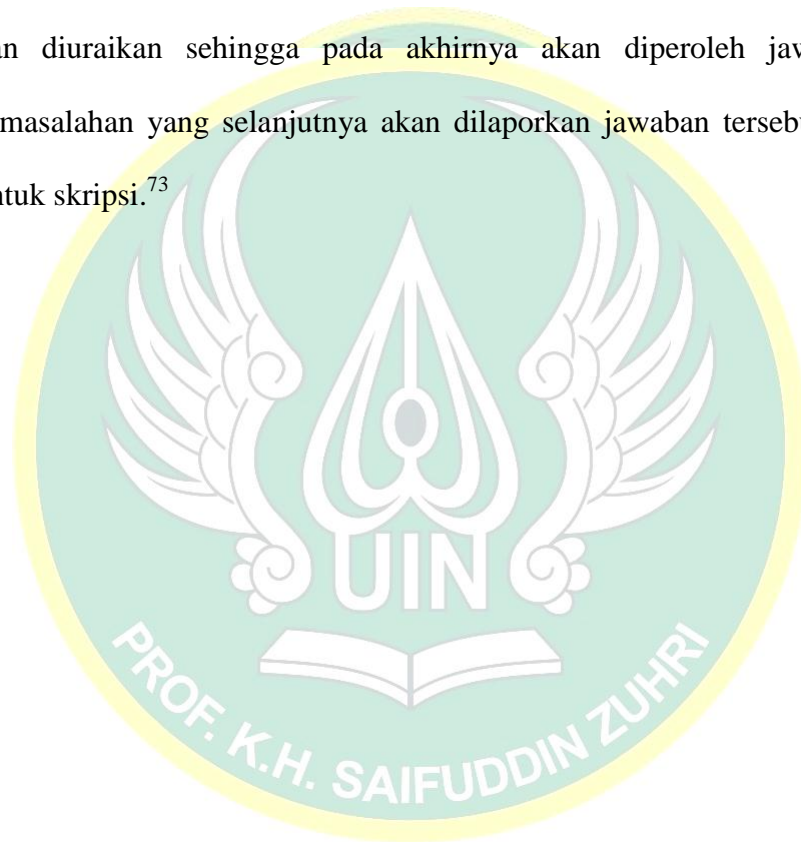 an diuraikan sehingga pada akhirnya akan diperoleh jaw
masalahan yang selanjutnya akan dilaporkan jawaban tersebu
ntuk skripsi.73
UIN
PROF. K.H. SAIFUDDIN ZUHRI